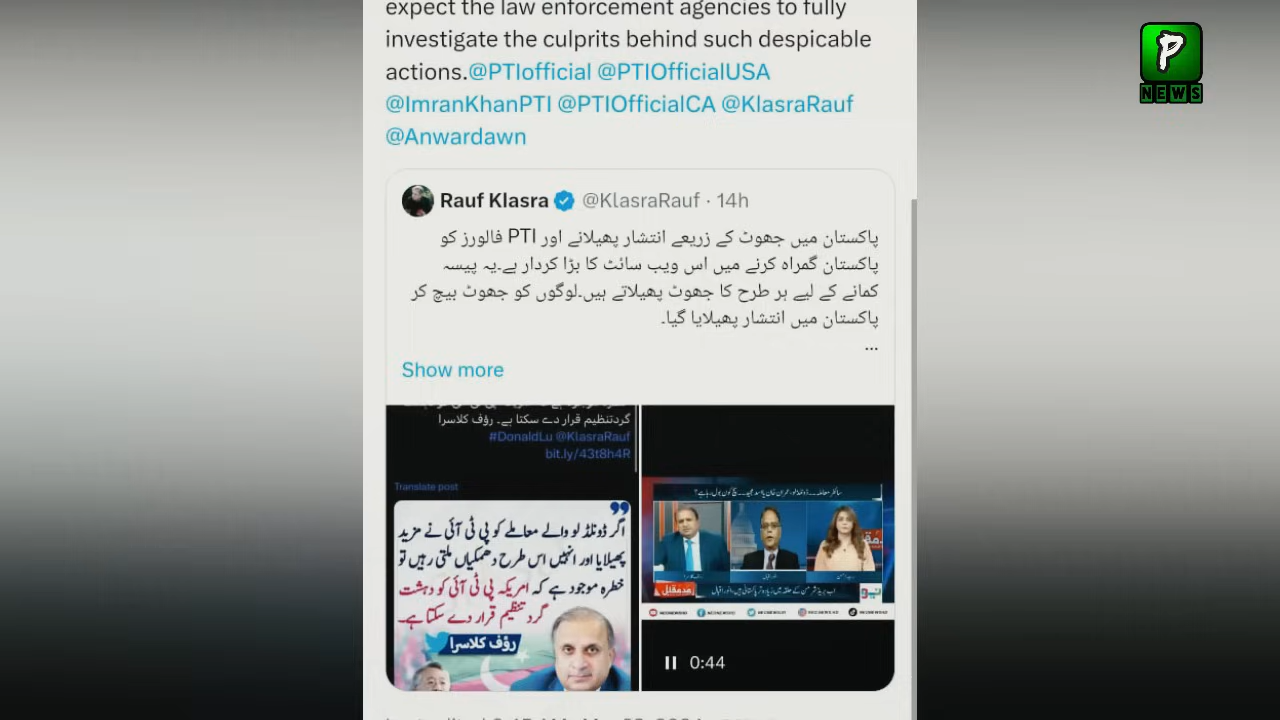 expect the law enforcement agencies to fully
investigate the culprits behind such despicable
actions.@PTIofficial @PTIOfficialUSA
@ImranKhanPTI @PTIOfficialCA @KlasraRauf
@Anwardawn
P
NEWS
Rauf Klasra @KlasraRauf · 14h
پاکستان میں جھوٹ کے زریعے انتشار پھیلانے اور PTI فالورز کو
پاکستان گمراہ کرنے میں اس ویب سائٹ کا بڑا کردار ہے۔یہ پیسہ
کمانے کے لیے ہر طرح کا جھوٹ پھیلاتے ہیں۔لوگوں کو جھوٹ بیچ کر
پاکستان میں انتشار پھیلایا گیا۔
...
Show more
گردتنظیم قرار دے سکتا ہے۔ رؤف کلاسرا
#DonaldLu @KlasraRauf
bit.ly/43t8h4R
Translate post
اگر ڈونلڈ لو والے معاملے کو پی ٹی آئی نے مزید
پھیلایا اور انہیں اس طرح دھمکیاں ملتی رہیں تو
خطرہ موجود ہے کہ امریکہ پی ٹی آئی کو دہشت
گرد تنظیم قرار دے سکتا ہے۔
رؤف کلاسرا
0:44